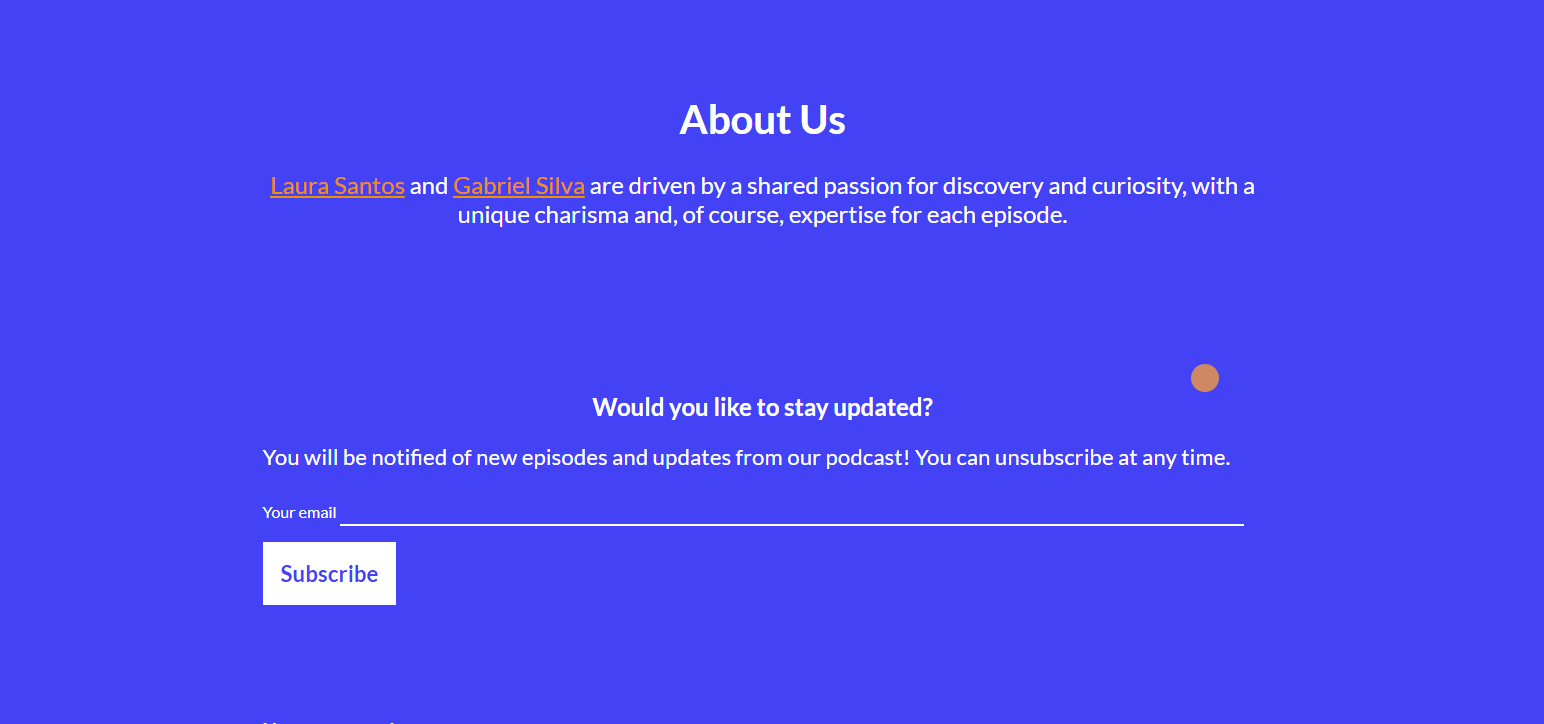 About Us
Laura Santos and Gabriel Silva are driven by a shared passion for discovery and curiosity, with a
unique charisma and, of course, expertise for each episode.
Would you like to stay updated?
You will be notified of new episodes and updates from our podcast! You can unsubscribe at any time.
Your email
Subscribe